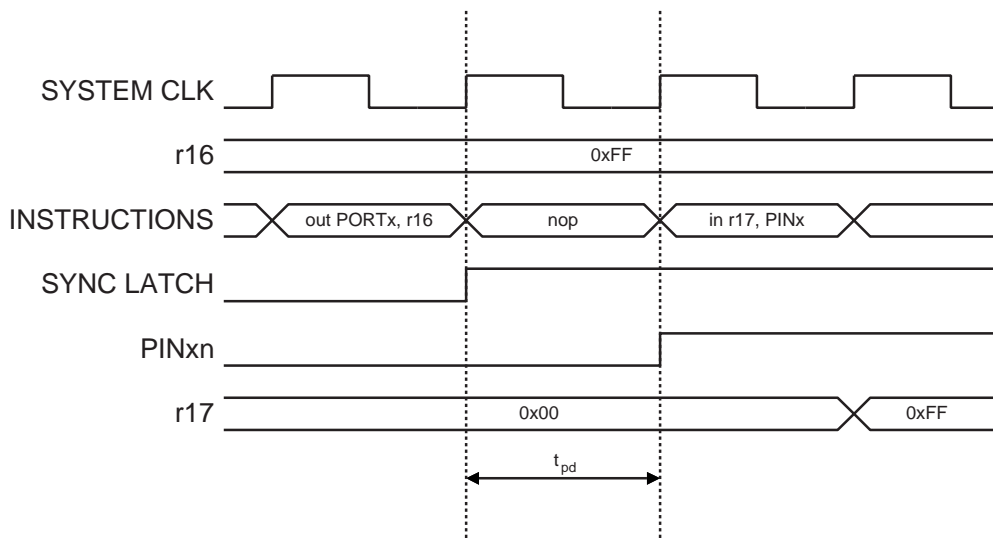 SYSTEM CLK
r16
0xFF
INSTRUCTIONS
out PORTx, r16
nop
in r17, PINx
SYNC LATCH
PINxn
r17
0x00
0xFF
tpd